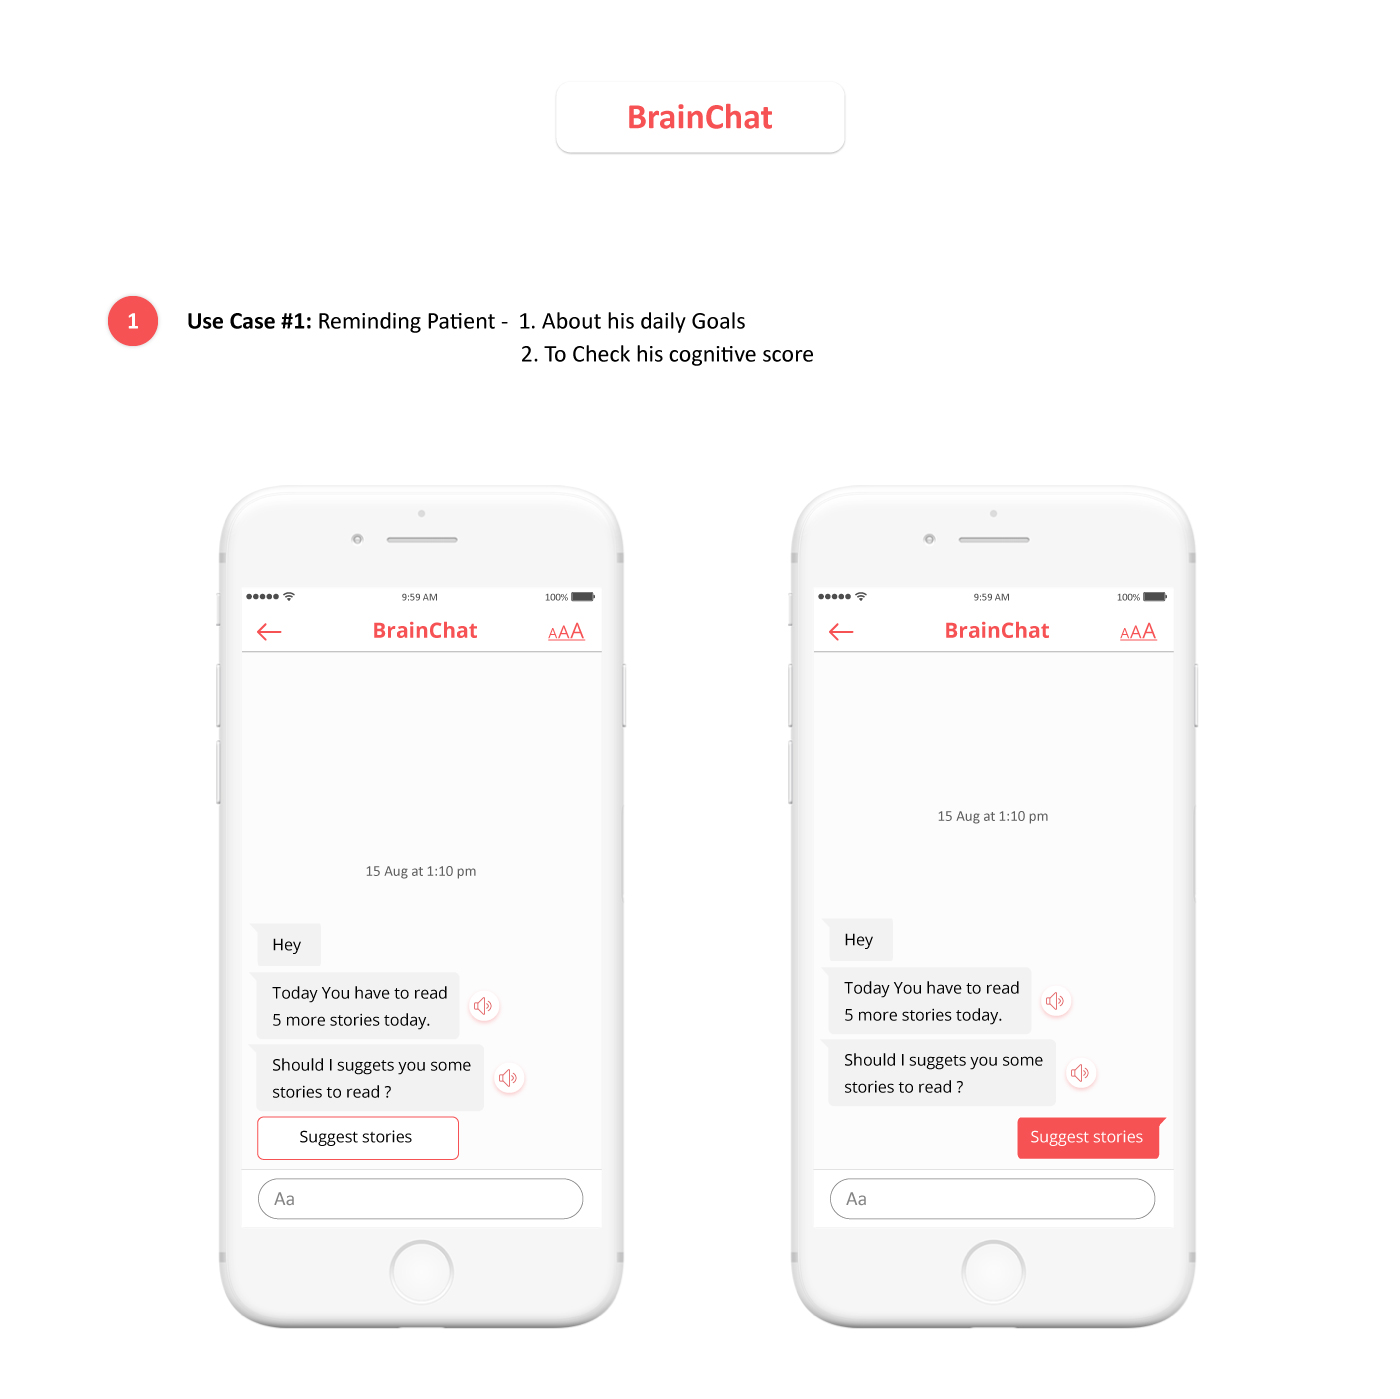 BrainChat
1
Use Case #1: Reminding Patient - 1. About his daily Goals
2. To Check his cognitive score
9:59 AM
100%
BrainChat
AAA
15 Aug at 1:10 pm
Hey
Today You have to read
5 more stories today.
Should I suggets you some
stories to read ?
Suggest stories
Aa
9:59 AM
100%
BrainChat
AAA
15 Aug at 1:10 pm
Hey
Today You have to read
5 more stories today.
Should I suggets you some
stories to read ?
Suggest stories
Aa